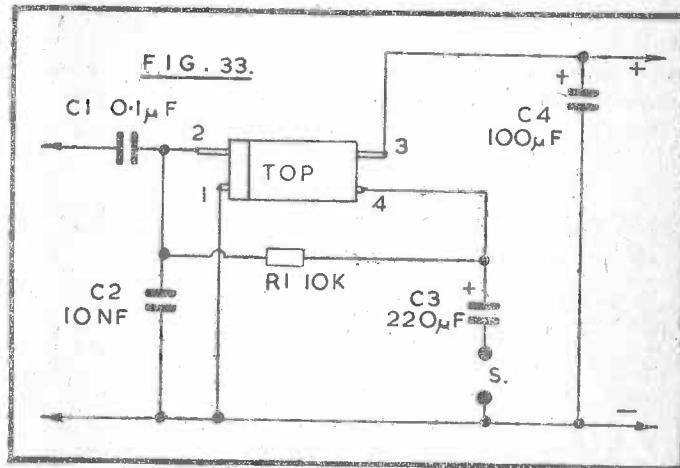 FIG. 33.
C1 0.1µF
2
3
+
+
C4
100µF
TOP
1
4
R1 10K
C2
10NF
+
C3
220µF
S.
–